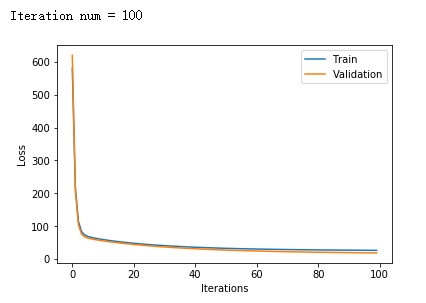 Iteration num = 100
600
500
400
300
200
100
0
Loss
Train
Validation
0 20 40 60 80 100
Iterations